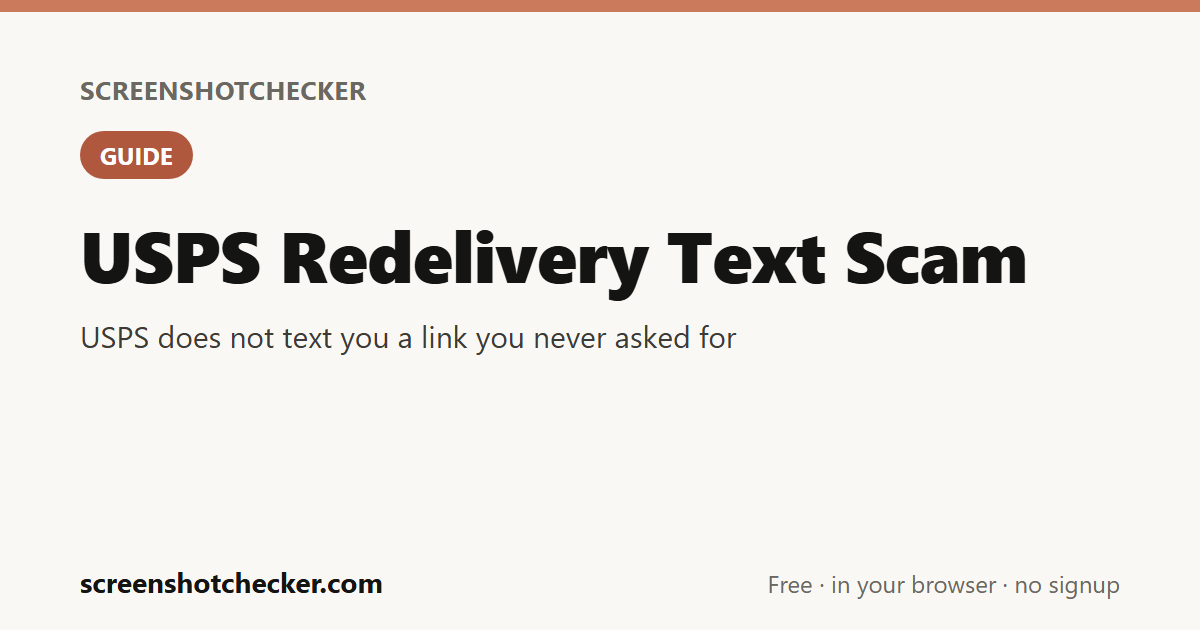 SCREENSHOTCHECKER
GUIDE
USPS Redelivery Text Scam
USPS does not text you a link you never asked for
screenshotchecker.com
Free · in your browser · no signup